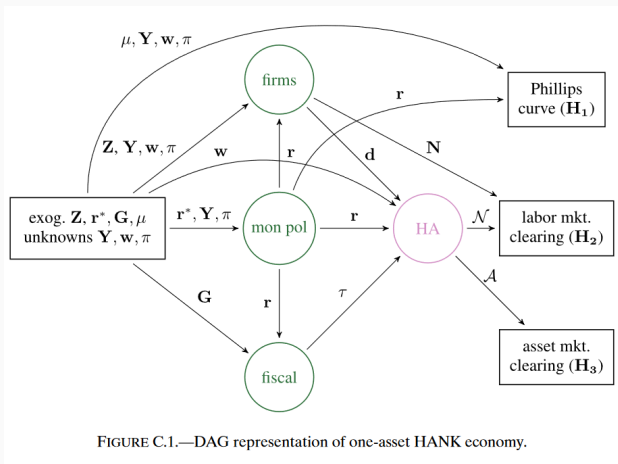 μ, Y, w, π
firms
r
Phillips
curve (H₁)
Z, Y, w, π
w
r
d
N
exog. Z, r*, G, μ
unknowns Y, w, π
r*, Y, π
mon pol
r
HA
𝒩
labor mkt.
clearing (H₂)
G
r
τ
𝒜
asset mkt.
clearing (H₃)
fiscal
FIGURE C.1.—DAG representation of one-asset HANK economy.